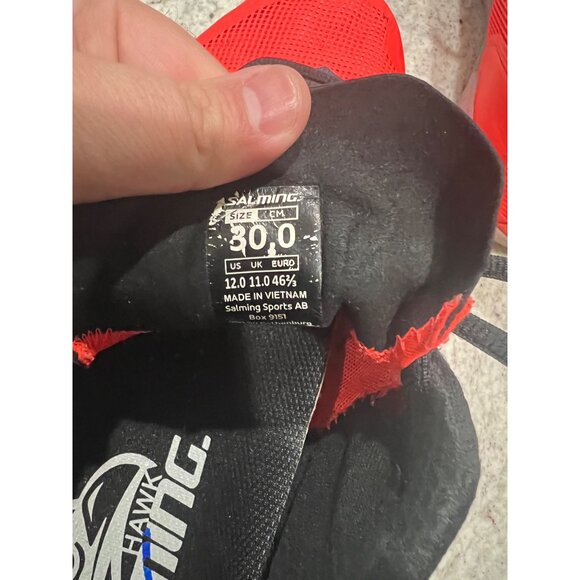 SALMING.
SIZE CM
30,0
US UK EURO
12.0 11.0 46⅔
MADE IN VIETNAM
Salming Sports AB
Box 9151
HAWK